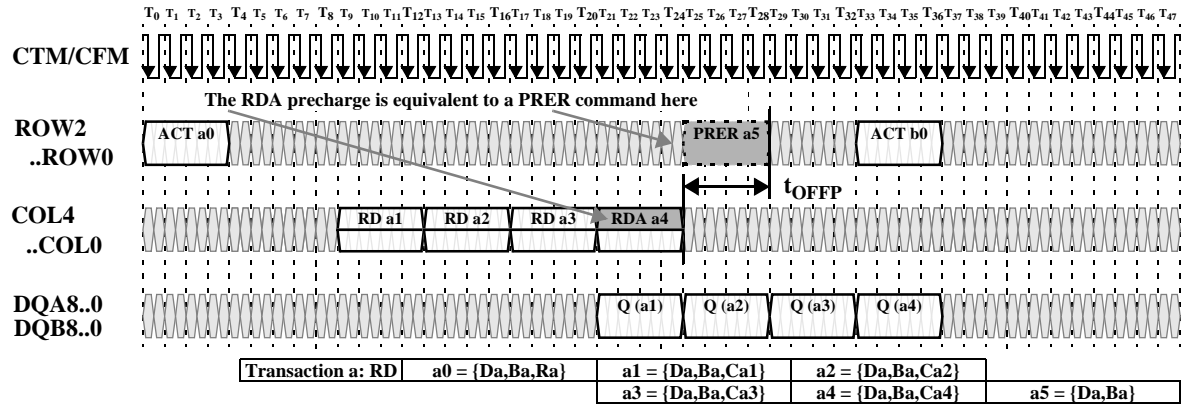 T0 T1 T2 T3 T4 T5 T6 T7 T8 T9 T10 T11 T12 T13 T14 T15 T16 T17 T18 T19 T20 T21 T22 T23 T24 T25 T26 T27 T28 T29 T30 T31 T32 T33 T34 T35 T36 T37 T38 T39 T40 T41 T42 T43 T44 T45 T46 T47
CTM/CFM
The RDA precharge is equivalent to a PRER command here
ROW2 ACT a0 PRER a5 ACT b0
..ROW0
tOFFP
COL4 RD a1 RD a2 RD a3 RDA a4
..COL0
DQA8..0 Q (a1) Q (a2) Q (a3) Q (a4)
DQB8..0
Transaction a: RD a0 = {Da,Ba,Ra} a1 = {Da,Ba,Ca1} a2 = {Da,Ba,Ca2}
a3 = {Da,Ba,Ca3} a4 = {Da,Ba,Ca4} a5 = {Da,Ba}